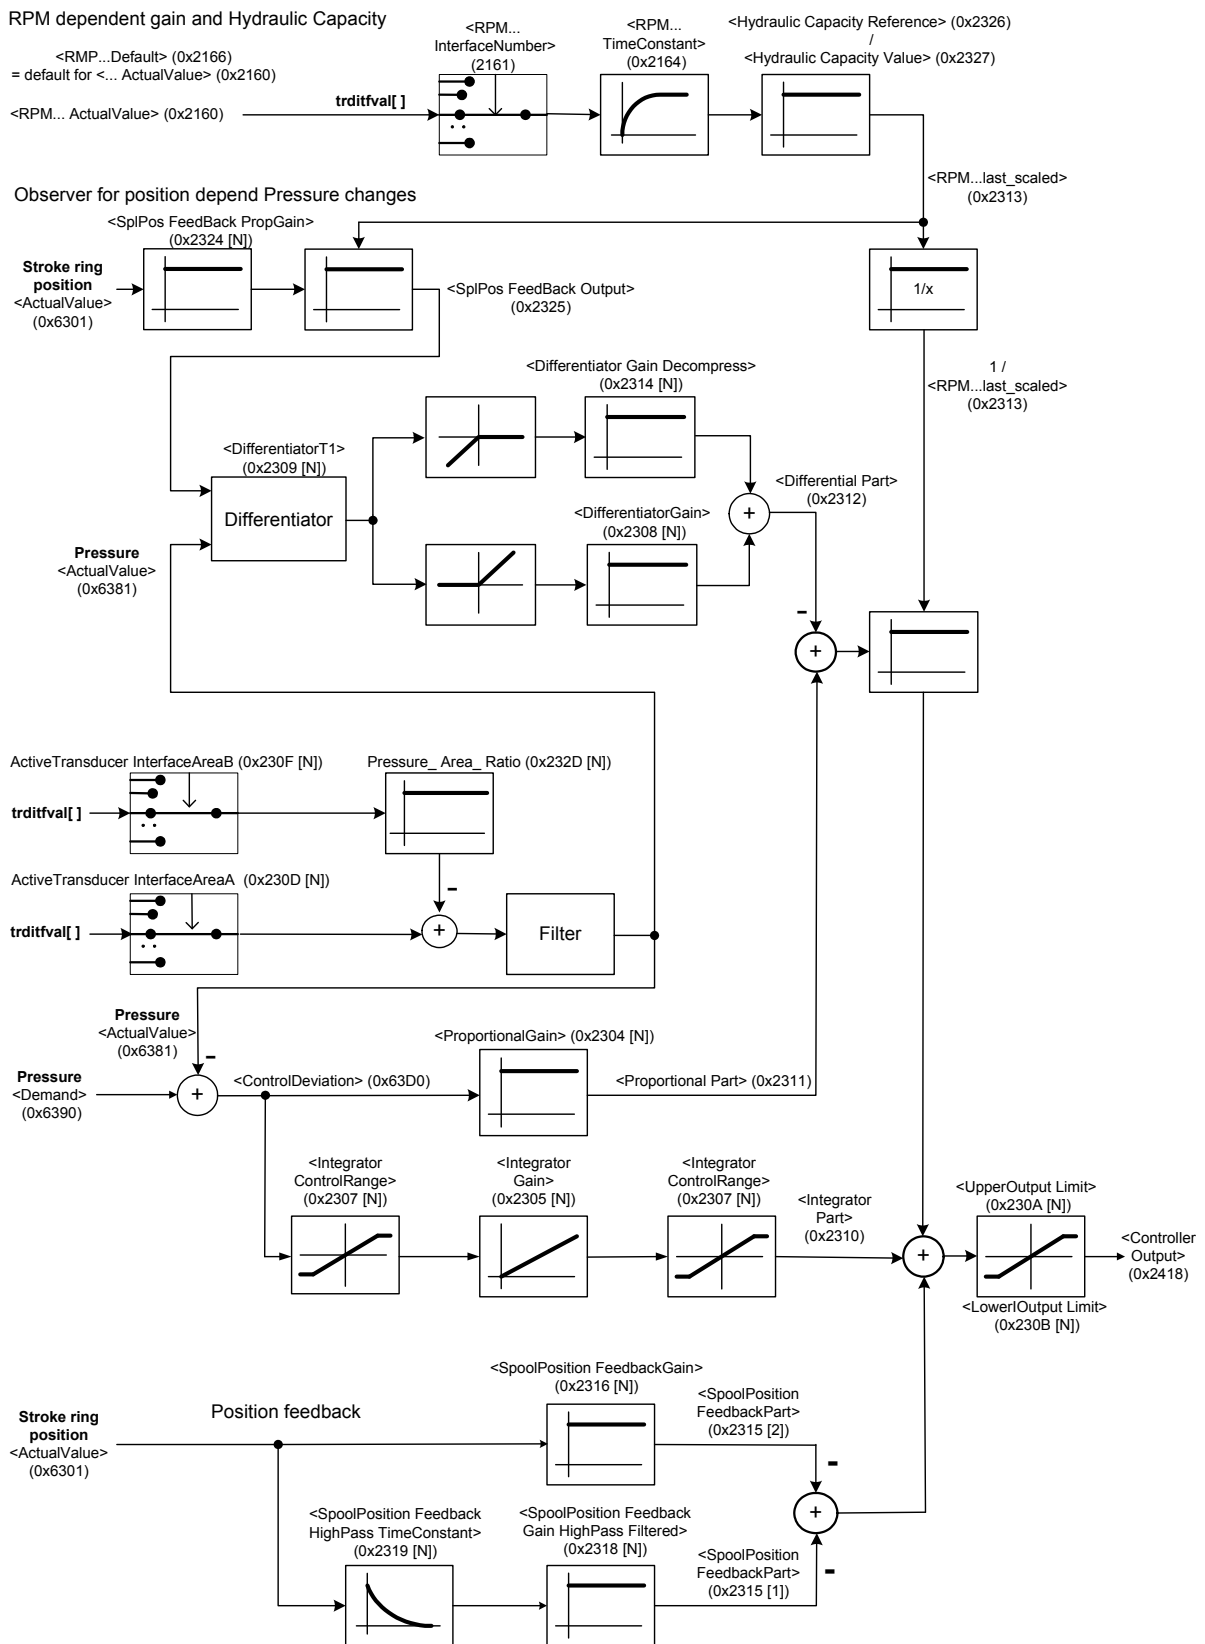 RPM dependent gain and Hydraulic Capacity
<RMP...Default> (0x2166)
= default for <... ActualValue> (0x2160)
<RPM... ActualValue> (0x2160)
trditfval[ ]
<RPM...
InterfaceNumber>
(2161)
. .
<RPM...
TimeConstant>
(0x2164)
<Hydraulic Capacity Reference> (0x2326)
/
<Hydraulic Capacity Value> (0x2327)
<RPM...last_scaled>
(0x2313)
Observer for position depend Pressure changes
<SplPos FeedBack PropGain>
(0x2324 [N])
Stroke ring
position
<ActualValue>
(0x6301)
<SplPos FeedBack Output>
(0x2325)
1/x
1 /
<RPM...last_scaled>
(0x2313)
<Differentiator Gain Decompress>
(0x2314 [N])
<DifferentiatorT1>
(0x2309 [N])
Differentiator
<Differential Part>
(0x2312)
+
<DifferentiatorGain>
(0x2308 [N])
Pressure
<ActualValue>
(0x6381)
-
+
ActiveTransducer InterfaceAreaB (0x230F [N])
Pressure_ Area_ Ratio (0x232D [N])
trditfval[ ]
. .
ActiveTransducer InterfaceAreaA (0x230D [N])
-
trditfval[ ]
. .
+
Filter
Pressure
<ActualValue>
(0x6381)
-
<ProportionalGain> (0x2304 [N])
Pressure
<Demand>
(0x6390)
+
<ControlDeviation> (0x63D0)
<Proportional Part> (0x2311)
<Integrator
ControlRange>
(0x2307 [N])
<Integrator
Gain>
(0x2305 [N])
<Integrator
ControlRange>
(0x2307 [N])
<Integrator
Part>
(0x2310)
+
<UpperOutput Limit>
(0x230A [N])
<Controller
Output>
(0x2418)
<LowerIOutput Limit>
(0x230B [N])
<SpoolPosition FeedbackGain>
(0x2316 [N])
Position feedback
Stroke ring
position
<ActualValue>
(0x6301)
<SpoolPosition
FeedbackPart>
(0x2315 [2])
-
+
<SpoolPosition Feedback
HighPass TimeConstant>
(0x2319 [N])
<SpoolPosition Feedback
Gain HighPass Filtered>
(0x2318 [N])
<SpoolPosition
FeedbackPart>
(0x2315 [1])
-